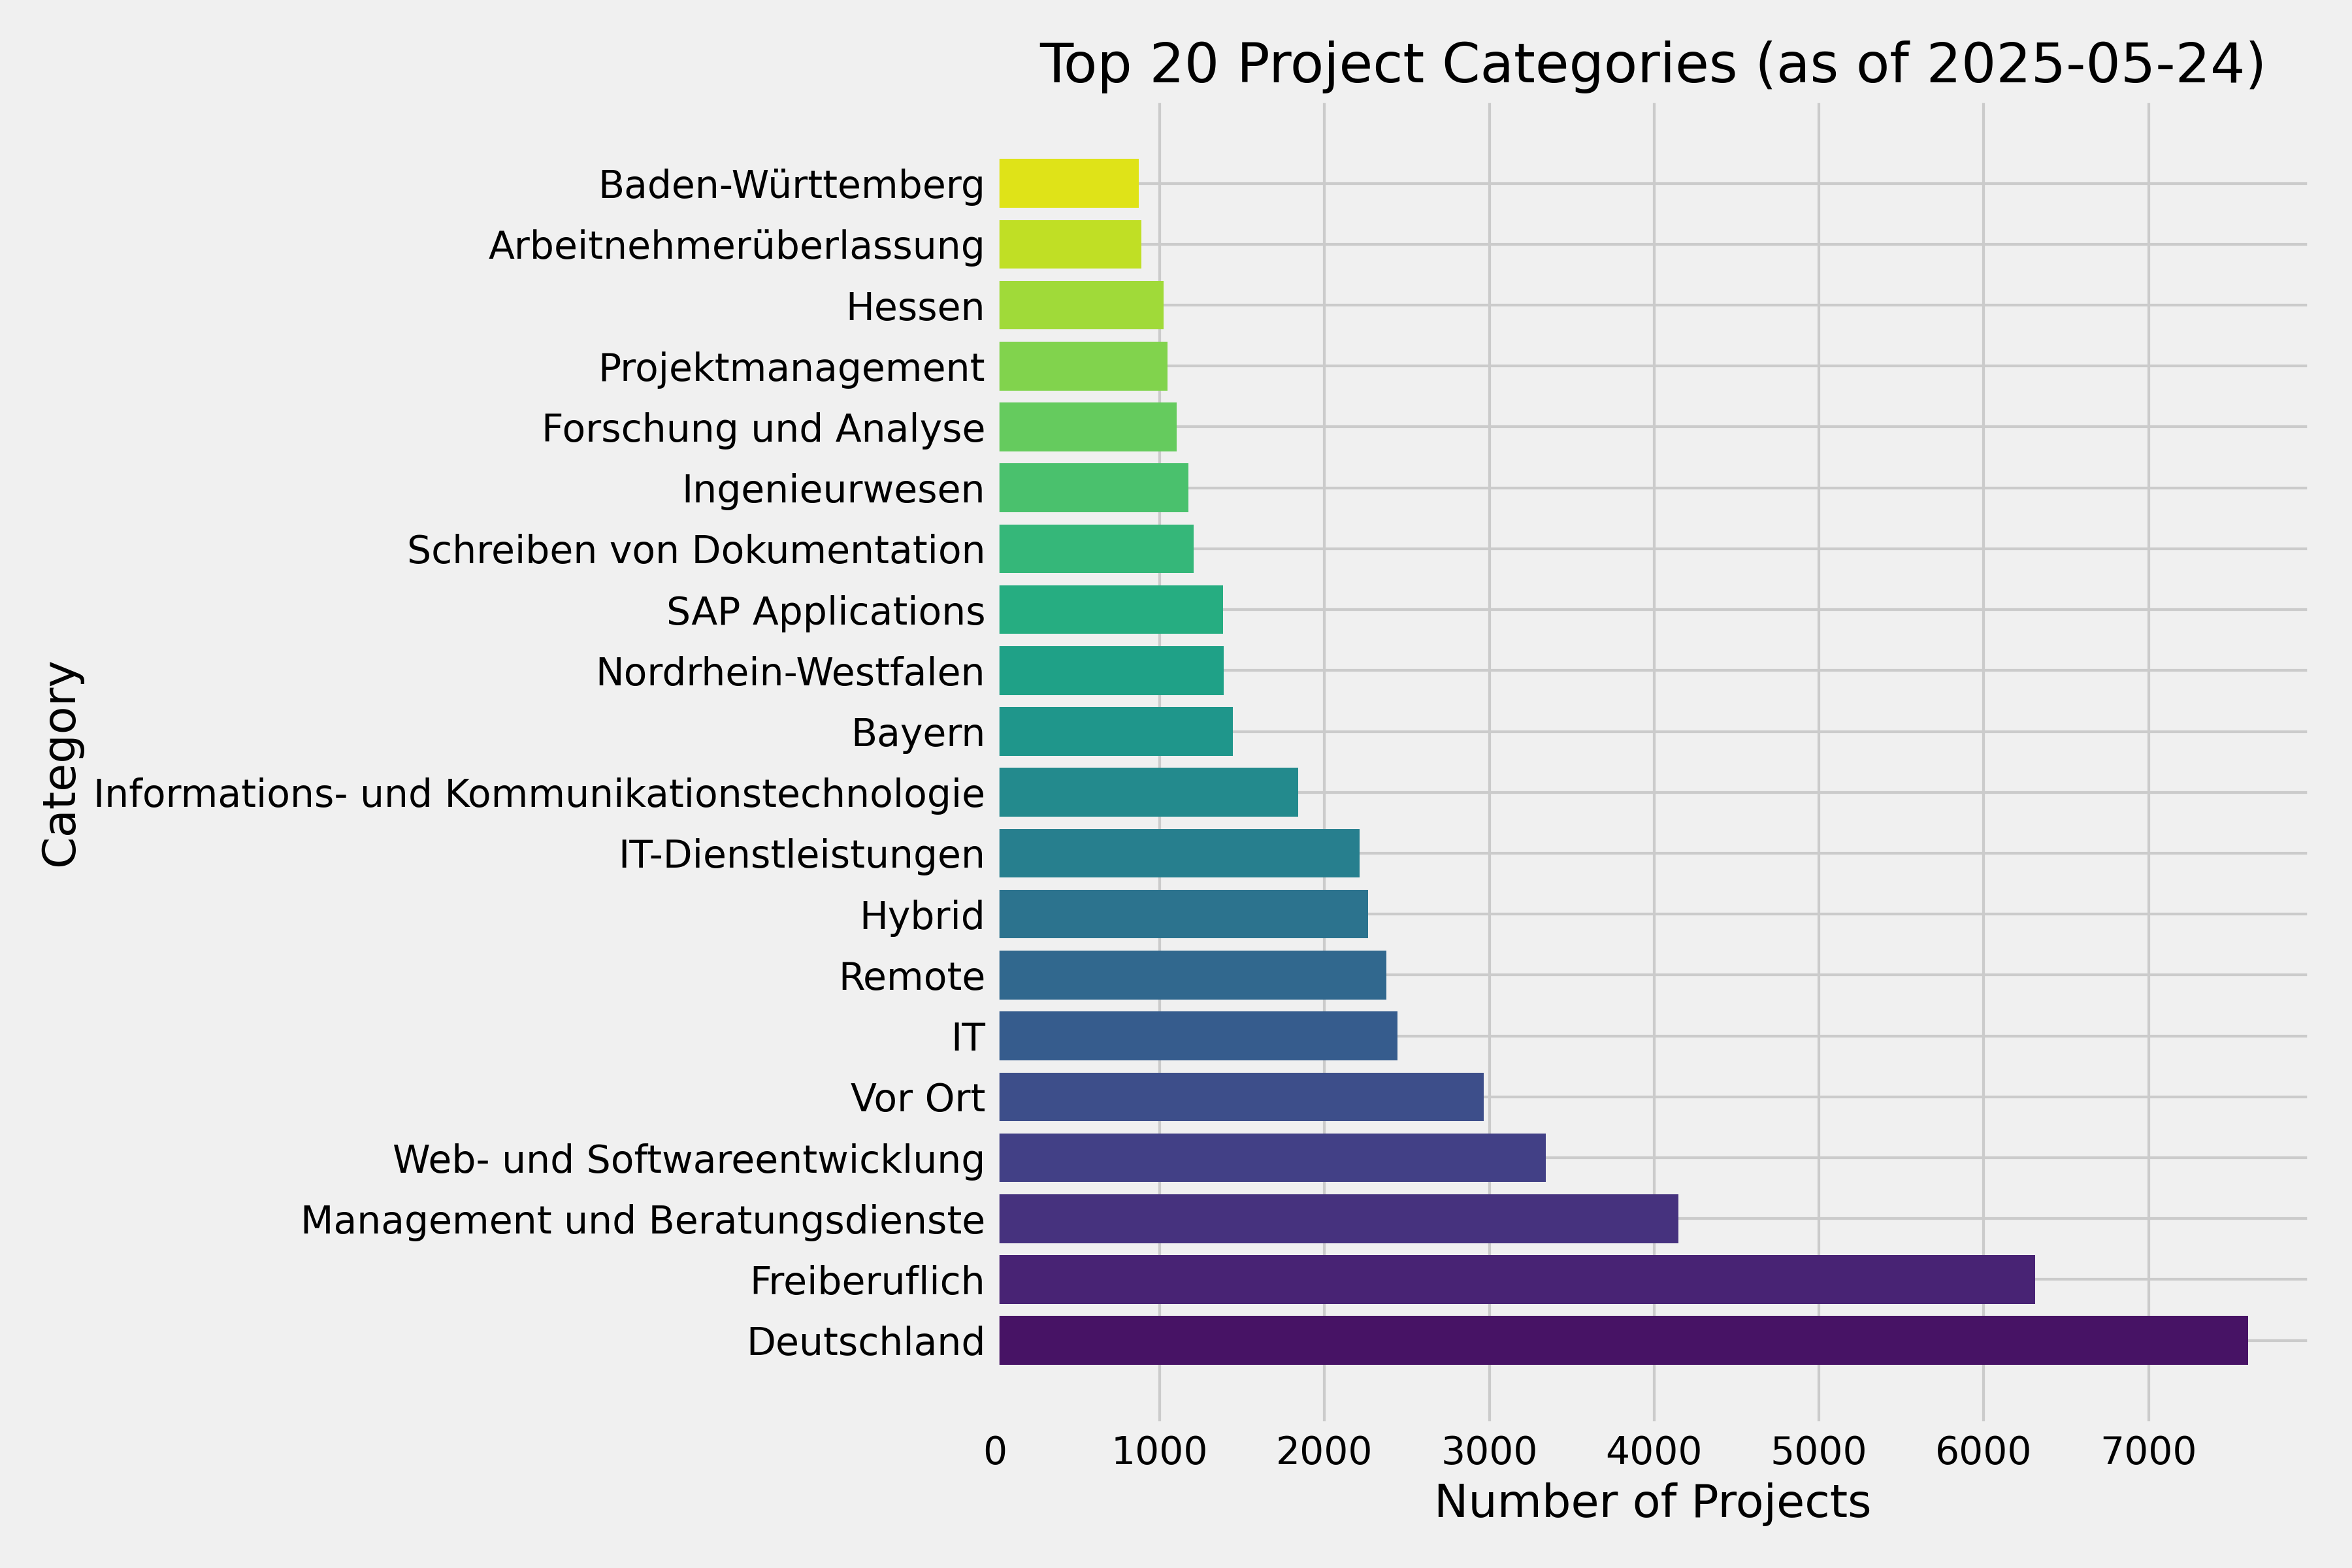 Top 20 Project Categories (as of 2025-05-24)
Category
Baden-Württemberg
Arbeitnehmerüberlassung
Hessen
Projektmanagement
Forschung und Analyse
Ingenieurwesen
Schreiben von Dokumentation
SAP Applications
Nordrhein-Westfalen
Bayern
Informations- und Kommunikationstechnologie
IT-Dienstleistungen
Hybrid
Remote
IT
Vor Ort
Web- und Softwareentwicklung
Management und Beratungsdienste
Freiberuflich
Deutschland
0 1000 2000 3000 4000 5000 6000 7000
Number of Projects